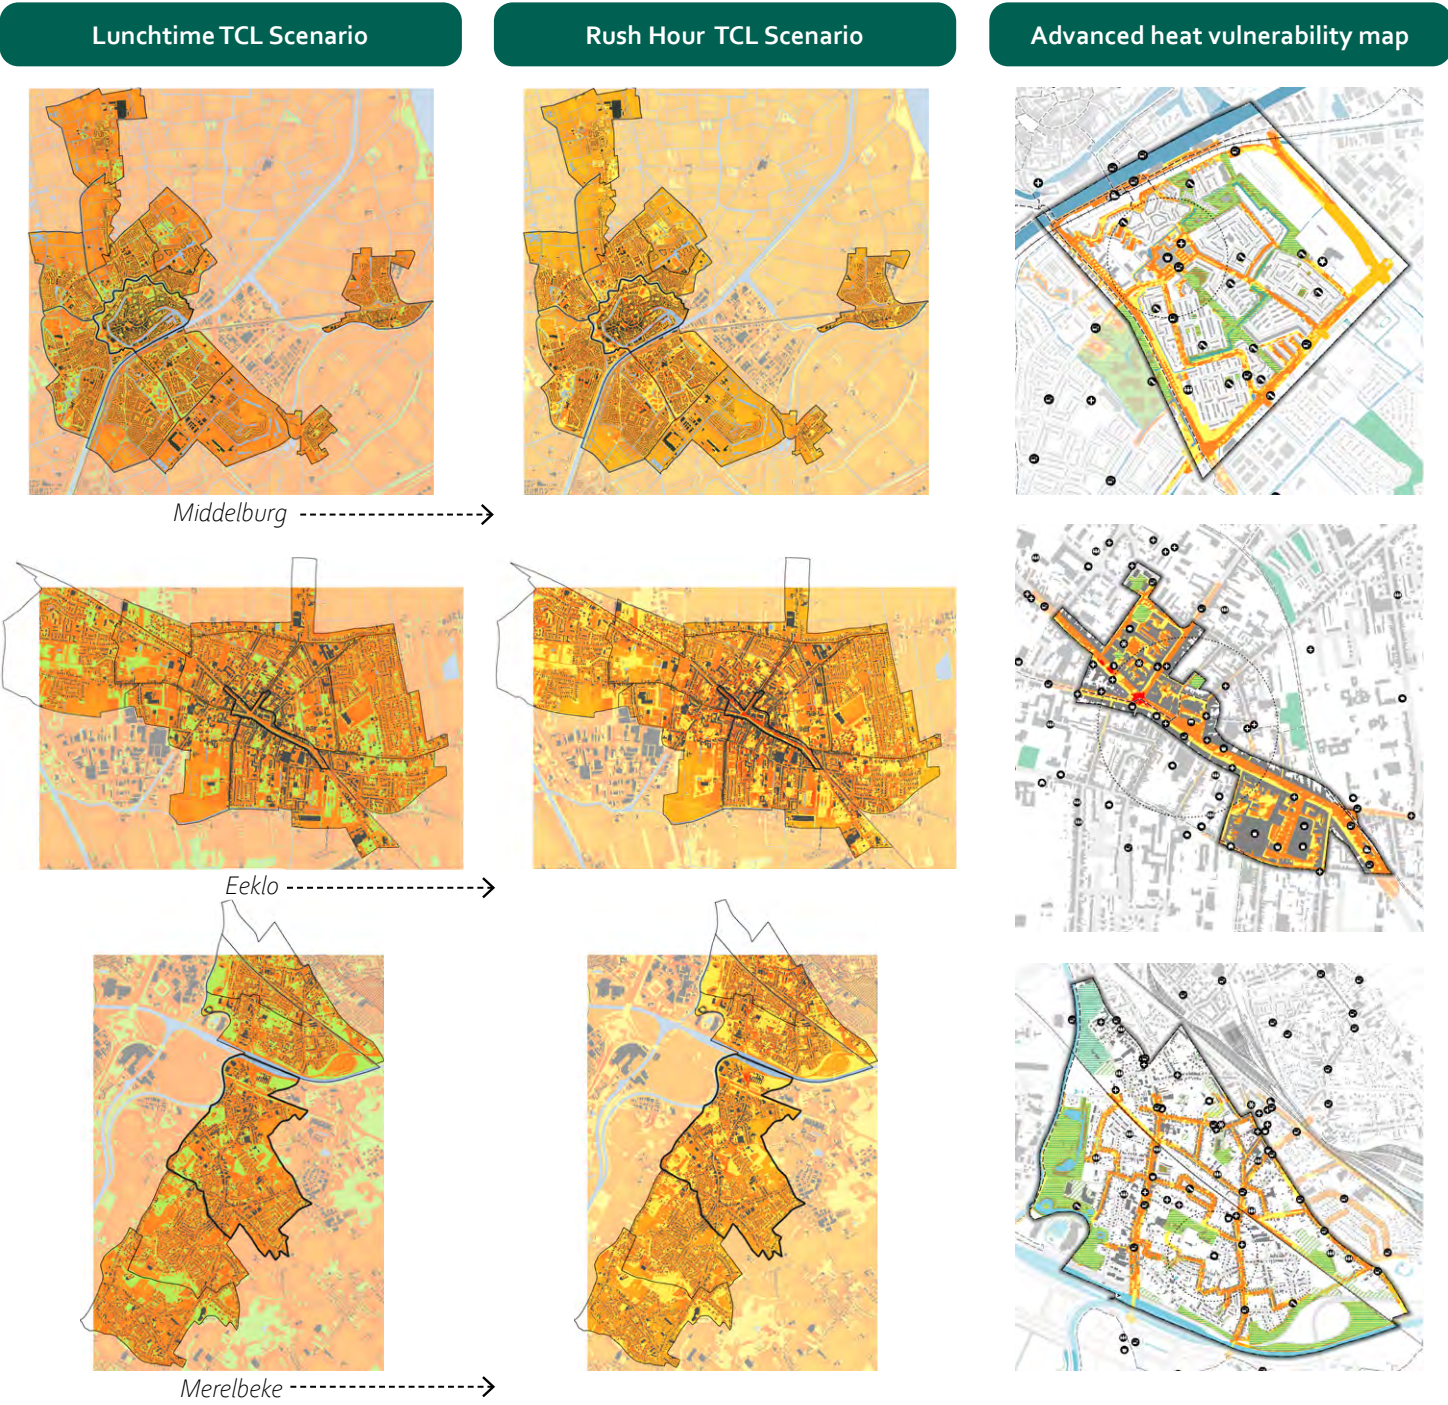 Lunchtime TCL Scenario
Rush Hour TCL Scenario
Advanced heat vulnerability map
Middelburg
Eeklo
Merelbeke